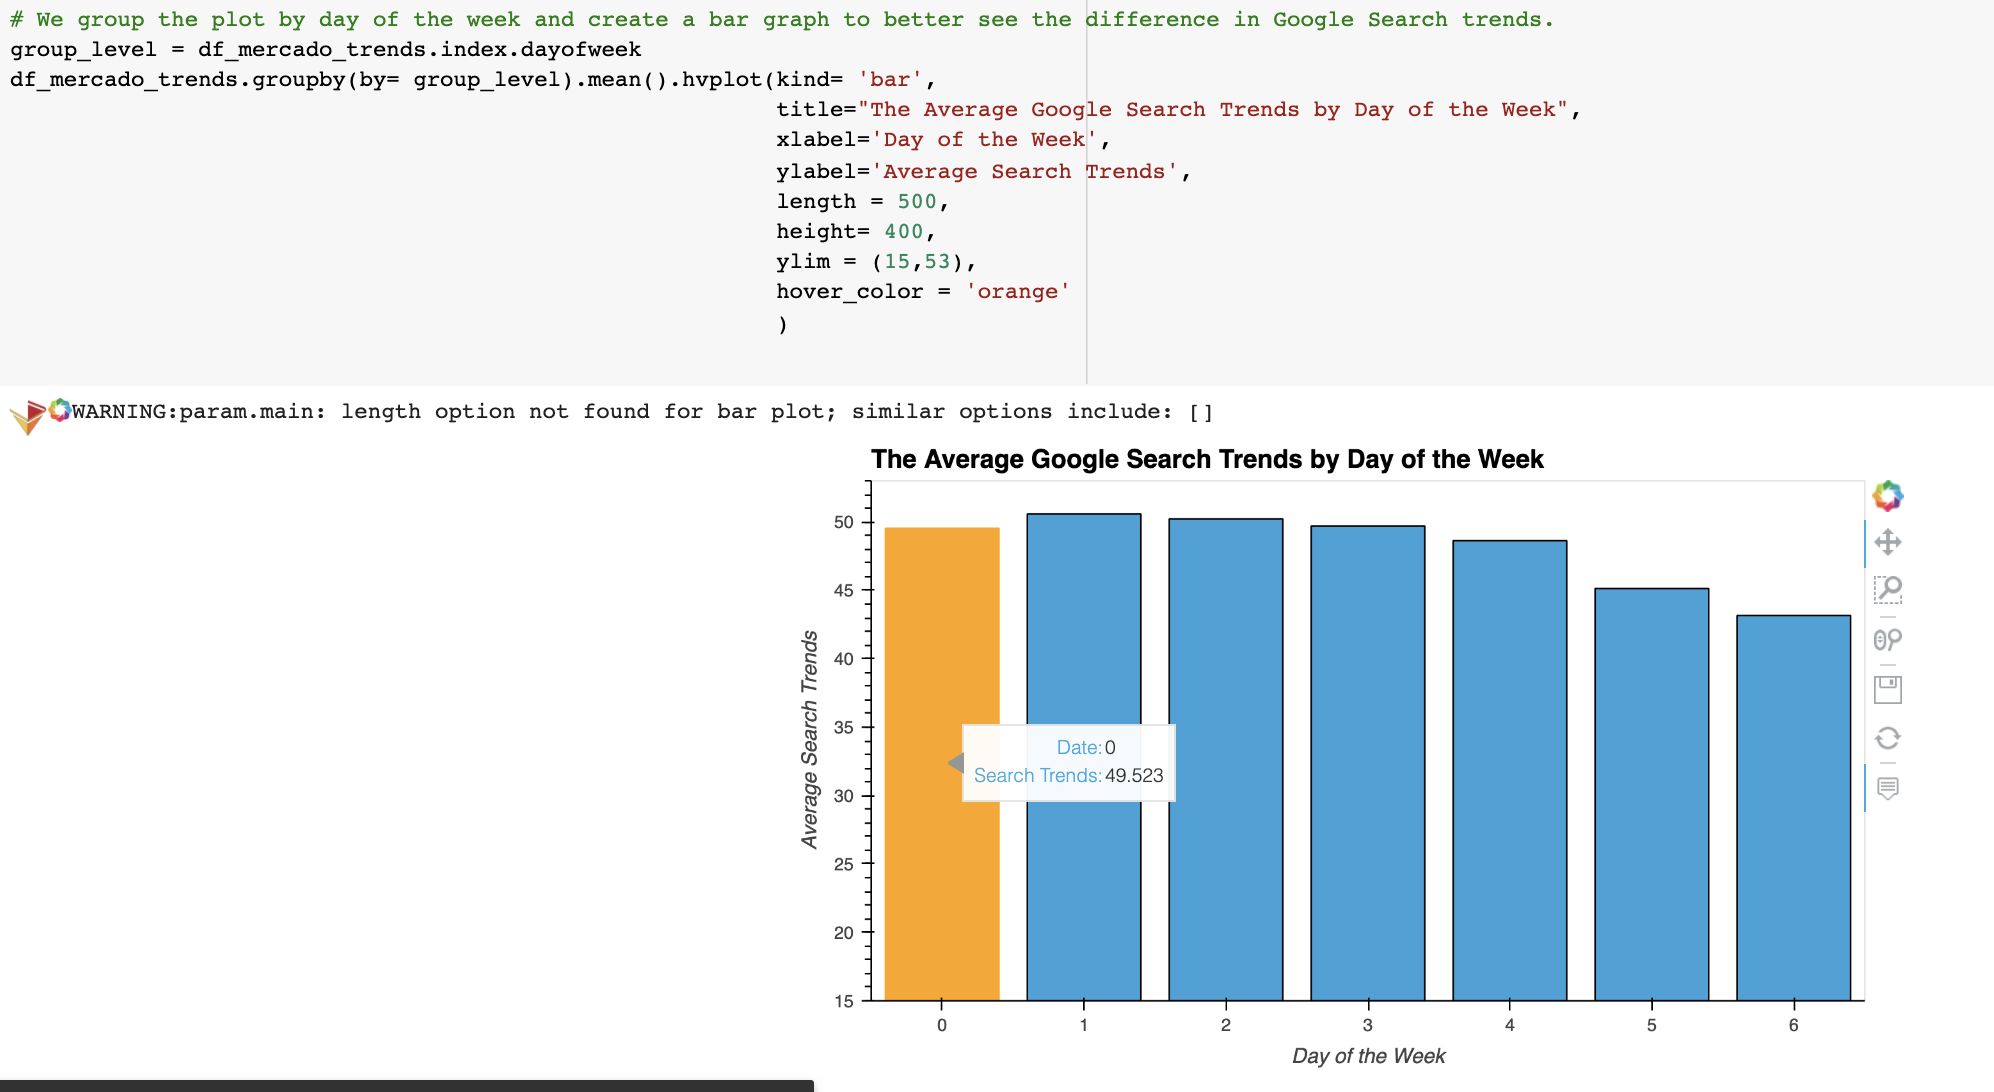 # We group the plot by day of the week and create a bar graph to better see the difference in Google Search trends.
group_level = df_mercado_trends.index.dayofweek
df_mercado_trends.groupby(by= group_level).mean().hvplot(kind= 'bar',
title="The Average Google Search Trends by Day of the Week",
xlabel='Day of the Week',
ylabel='Average Search Trends',
length = 500,
height= 400,
ylim = (15,53),
hover_color = 'orange'
)
WARNING:param.main: length option not found for bar plot; similar options include: []
The Average Google Search Trends by Day of the Week
50
45
40
35
30
25
20
15
Average Search Trends
Date: 0
Search Trends: 49.523
0 1 2 3 4 5 6
Day of the Week